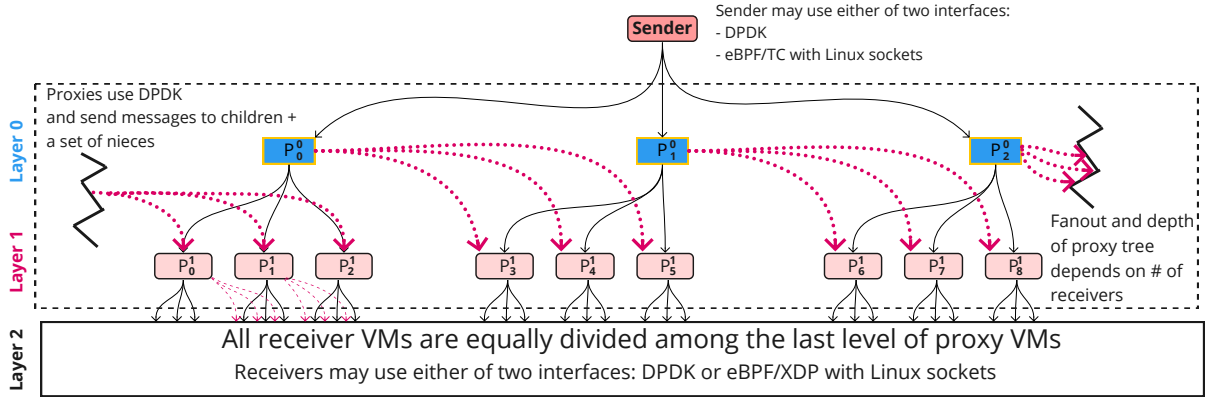 Sender
Sender may use either of two interfaces:
- DPDK
- eBPF/TC with Linux sockets
Proxies use DPDK
and send messages to children +
a set of nieces
Layer 0
P⁰₀
P⁰₁
P⁰₂
Fanout and depth
of proxy tree
depends on # of
receivers
Layer 1
P¹₀
P¹₁
P¹₂
P¹₃
P¹₄
P¹₅
P¹₆
P¹₇
P¹₈
Layer 2
All receiver VMs are equally divided among the last level of proxy VMs
Receivers may use either of two interfaces: DPDK or eBPF/XDP with Linux sockets